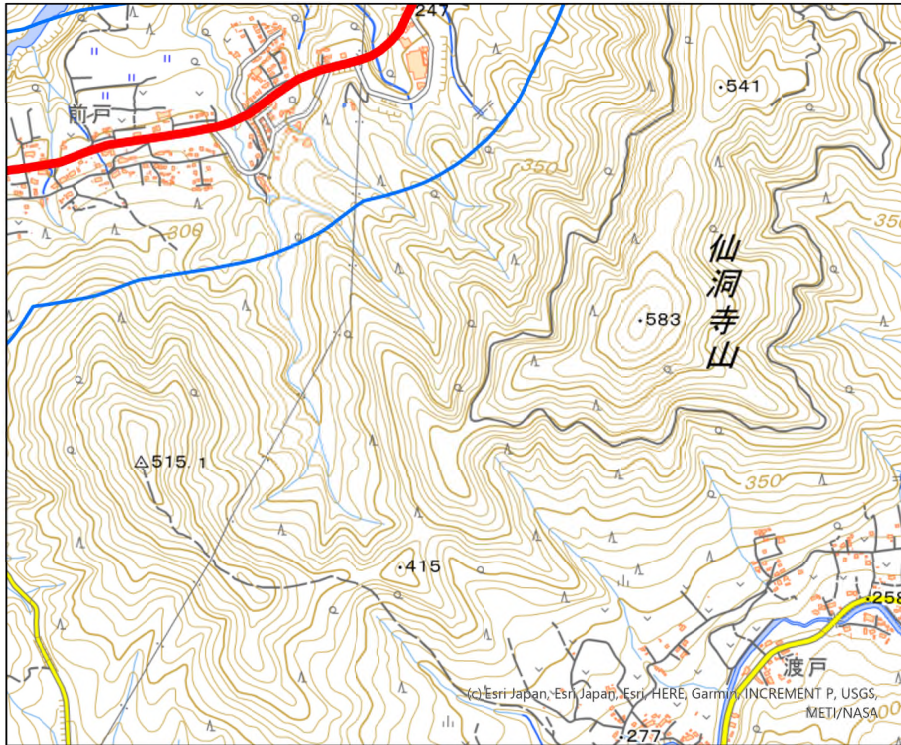 247
541
前戸
350
350
300
仙洞寺山
583
515.1
350
415
258
渡戸
(c) Esri Japan, Esri Japan, Esri, HERE, Garmin, INCREMENT P, USGS,
METI/NASA
277